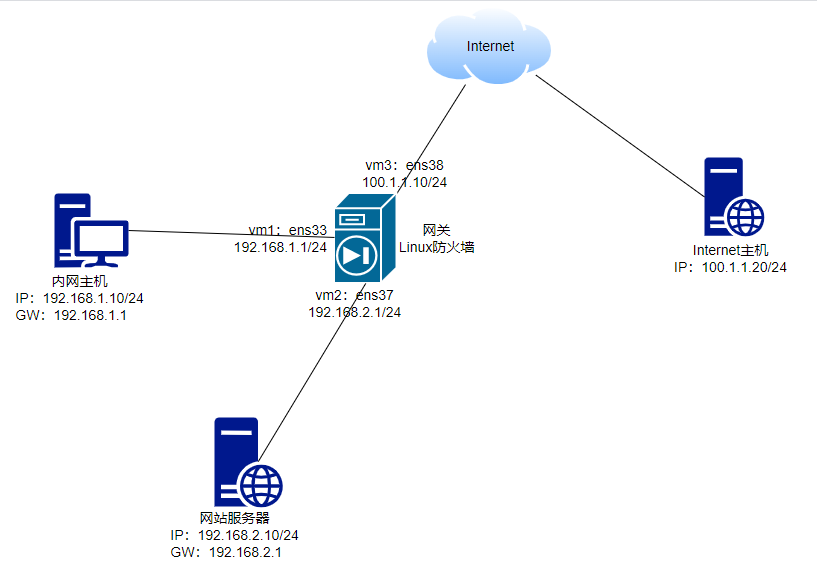 Internet
vm3：ens38
100.1.1.10/24
vm1：ens33
192.168.1.1/24
网关
Linux防火墙
Internet主机
IP：100.1.1.20/24
内网主机
IP：192.168.1.10/24
GW：192.168.1.1
vm2：ens37
192.168.2.1/24
网站服务器
IP：192.168.2.10/24
GW：192.168.2.1